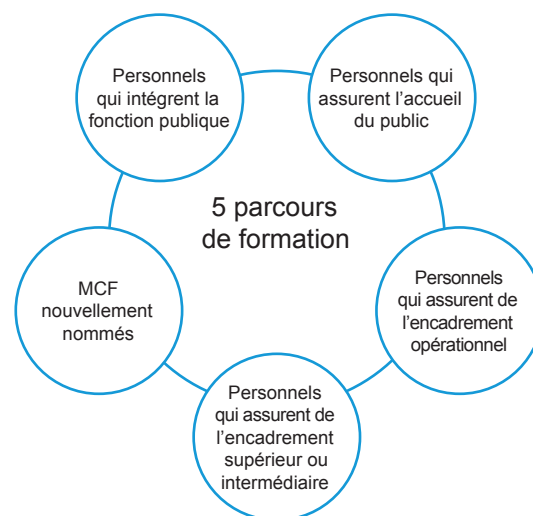 Personnels
qui intégrent la
fonction publique
Personnels qui
assurent l'accueil
du public
5 parcours
de formation
MCF
nouvellement
nommés
Personnels
qui assurent de
l'encadrement
opérationnel
Personnels
qui assurent de
l'encadrement
supérieur ou
intermédiaire